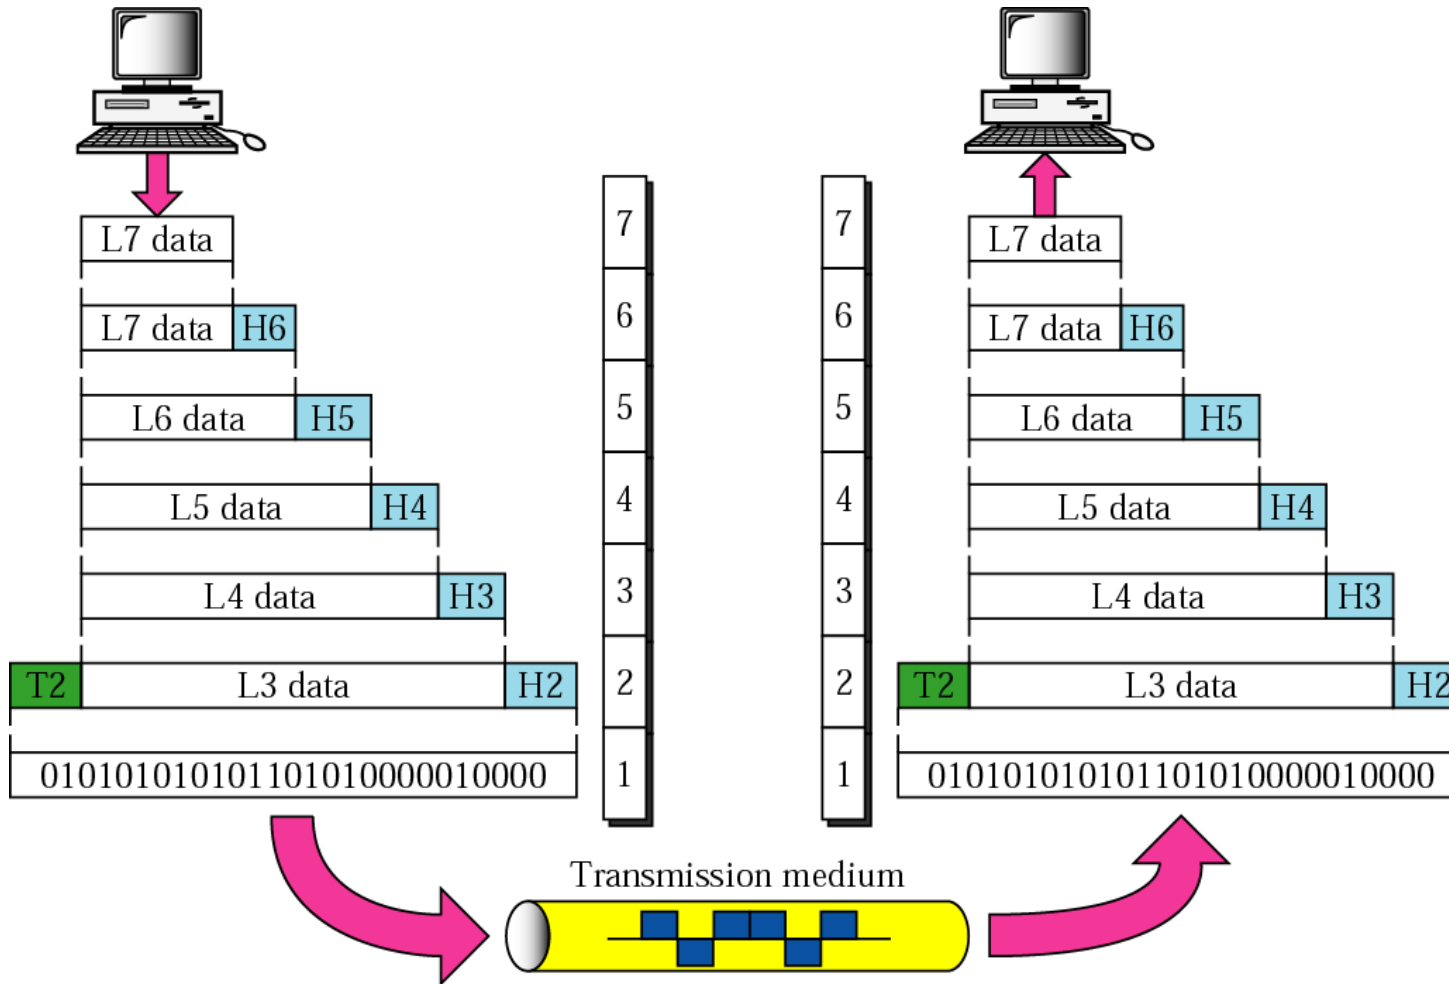 L7 data
L7 data H6
L6 data H5
L5 data H4
L4 data H3
T2 L3 data H2
010101010101101010000010000
7
6
5
4
3
2
1
7
6
5
4
3
2
1
L7 data
L7 data H6
L6 data H5
L5 data H4
L4 data H3
T2 L3 data H2
010101010101101010000010000
Transmission medium